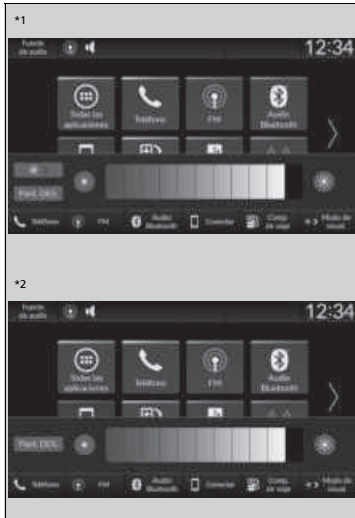 *1
Fuente
de audio
12:34
Todas las
aplicaciones
Teléfono
FM
Audio
Bluetooth
Pant. DES.
Teléfono
FM
Audio
Bluetooth
Conectar
Comp.
de viaje
Modo de
visual.
*2
Fuente
de audio
12:34
Todas las
aplicaciones
Teléfono
FM
Audio
Bluetooth
Pant. DES.
Teléfono
FM
Audio
Bluetooth
Conectar
Comp.
de viaje
Modo de
visual.